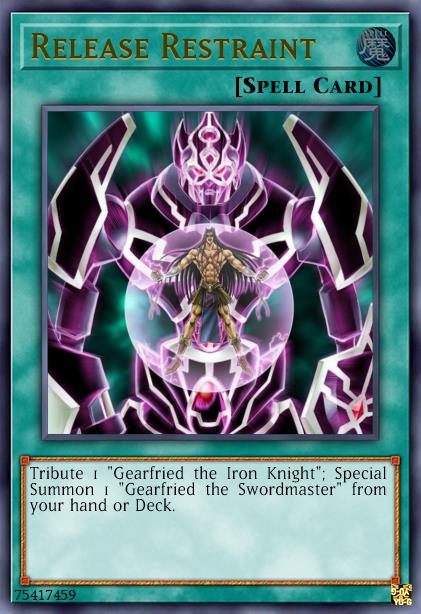 RELEASE RESTRAINT
魔
[SPELL CARD]
Tribute 1 "Gearfried the Iron Knight"; Special
Summon 1 "Gearfried the Swordmaster" from
your hand or Deck.
75417459